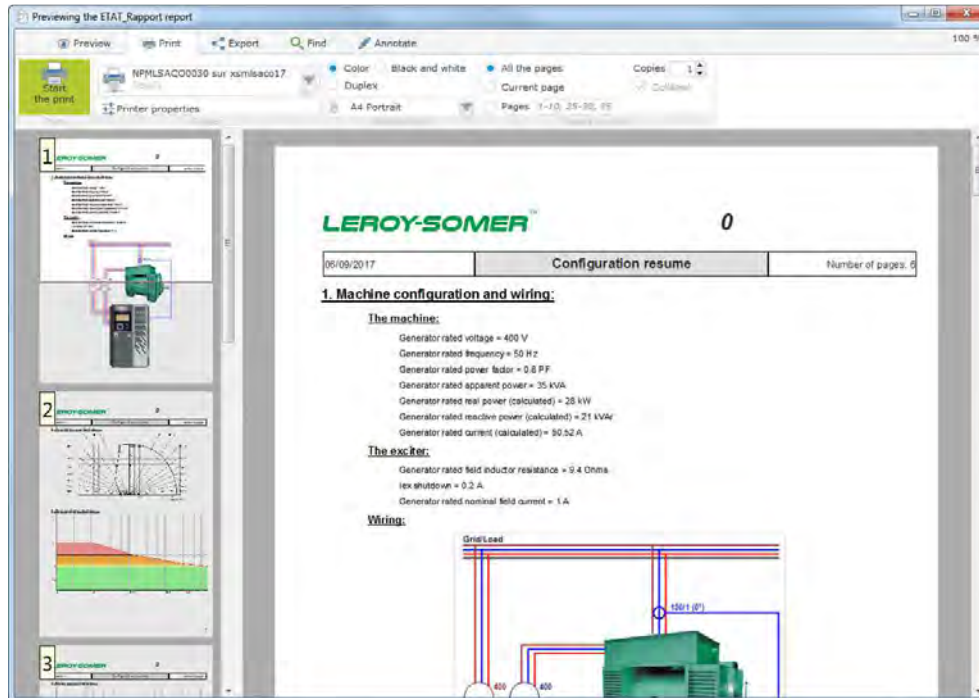 Previewing the ETAT_Rapport report
Preview Print Export Find Annotate
100 %
Start
the print
NPMLSACO0030 sur xsmlsaco17
Printer properties
Color Black and white
Duplex
A4 Portrait
All the pages
Current page
Pages 1-10, 25-30, 95
Copies 1
Collated
1
LEROY-SOMER 0
2
LEROY-SOMER 0
3
LEROY-SOMER
LEROY-SOMER™ 0
06/09/2017 Configuration resume Number of pages: 6
1. Machine configuration and wiring:
The machine:
Generator rated voltage = 400 V
Generator rated frequency = 50 Hz
Generator rated power factor = 0.8 PF
Generator rated apparent power = 35 kVA
Generator rated real power (calculated) = 28 kW
Generator rated reactive power (calculated) = 21 kVAr
Generator rated current (calculated) = 50.52 A
The exciter:
Generator rated field inductor resistance = 9.4 Ohms
Iex shutdown = 0.2 A
Generator rated nominal field current = 1 A
Wiring:
Grid/Load
150/1 (0°)
400 400